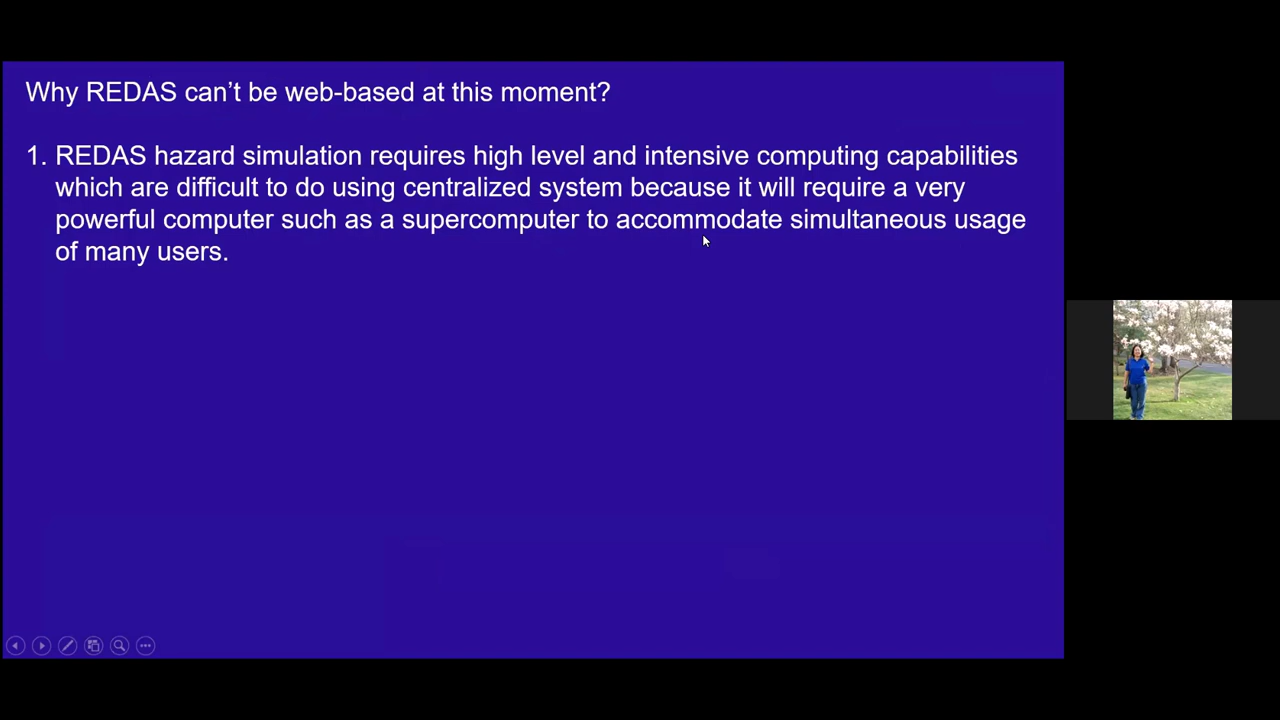 Why REDAS can’t be web-based at this moment?
1. REDAS hazard simulation requires high level and intensive computing capabilities
which are difficult to do using centralized system because it will require a very
powerful computer such as a supercomputer to accommodate simultaneous usage
of many users.